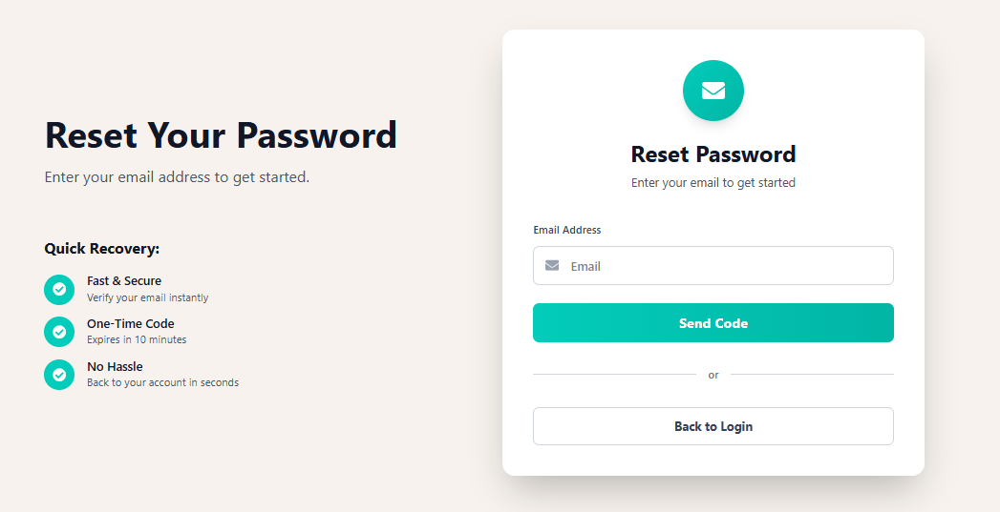 Reset Your Password
Enter your email address to get started.
Quick Recovery:
Fast & Secure
Verify your email instantly
One-Time Code
Expires in 10 minutes
No Hassle
Back to your account in seconds
Reset Password
Enter your email to get started
Email Address
Email
Send Code
or
Back to Login